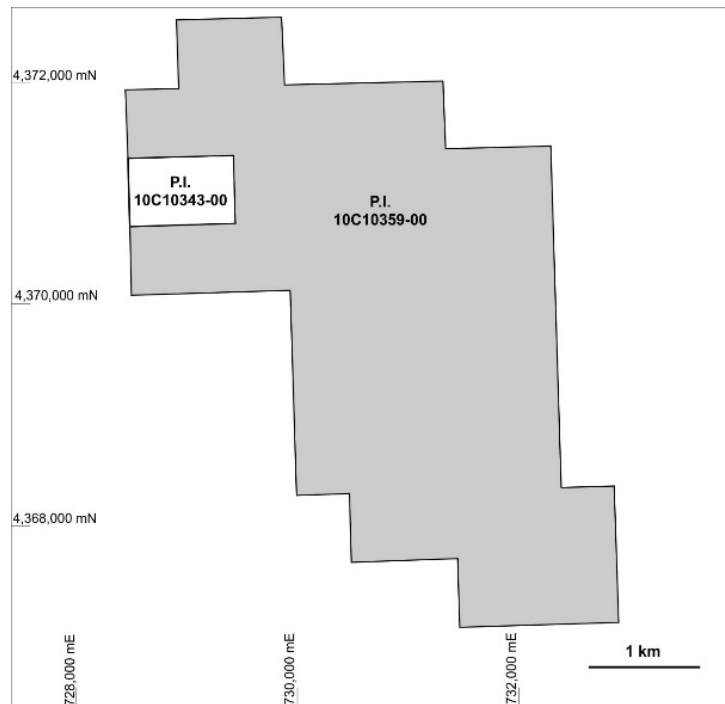 4,372,000 mN
P.I.
10C10343-00
P.I.
10C10359-00
4,370,000 mN
4,368,000 mN
728,000 mE
730,000 mE
732,000 mE
1 km